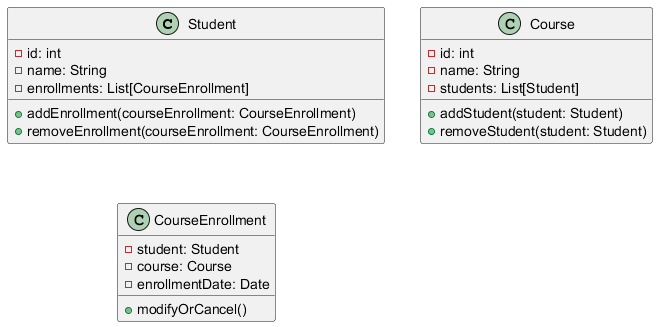 C Student
id: int
name: String
enrollments: List[CourseEnrollment]
addEnrollment(courseEnrollment: CourseEnrollment)
removeEnrollment(courseEnrollment: CourseEnrollment)
C Course
id: int
name: String
students: List[Student]
addStudent(student: Student)
removeStudent(student: Student)
C CourseEnrollment
student: Student
course: Course
enrollmentDate: Date
modifyOrCancel()